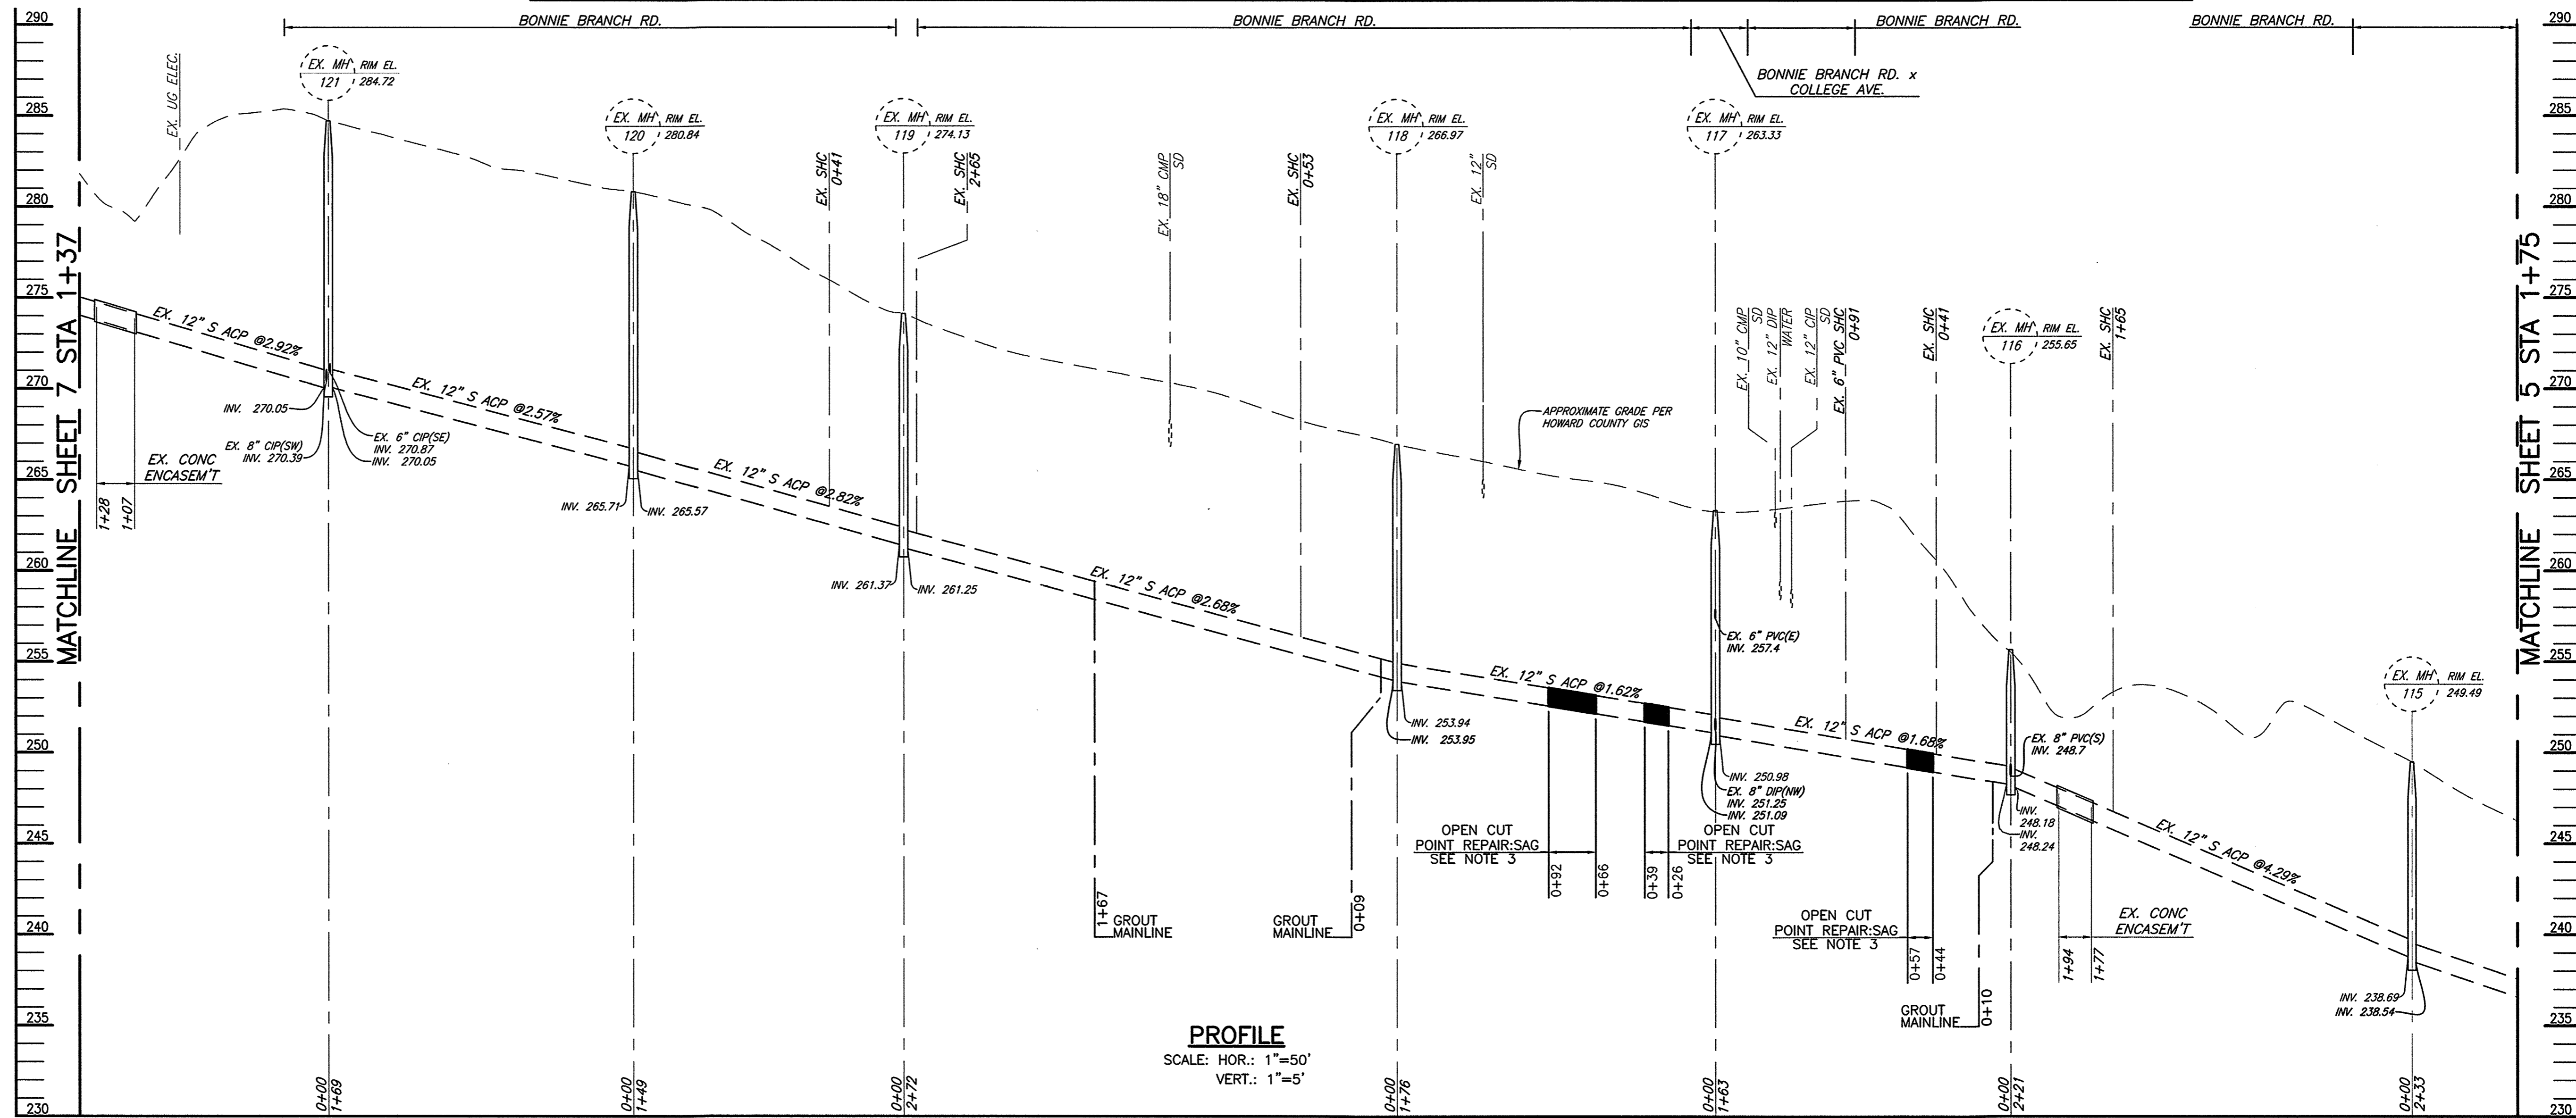 290
285
280
275
270
265
260
255
250
245
240
235
230
MATCHLINE SHEET 7 STA 1+37
BONNIE BRANCH RD.
BONNIE BRANCH RD.
BONNIE BRANCH RD.
BONNIE BRANCH RD.
BONNIE BRANCH RD. x
COLLEGE AVE.
EX. UG ELEC.
EX. MH
121
RIM EL.
284.72
EX. MH
120
RIM EL.
280.84
EX. MH
119
RIM EL.
274.13
EX. MH
118
RIM EL.
266.97
EX. MH
117
RIM EL.
263.33
EX. MH
116
RIM EL.
255.65
EX. MH
115
RIM EL.
249.49
EX. SHC
0+41
EX. SHC
2+65
EX. 18" CMP
SD
EX. SHC
0+53
EX. 12"
SD
EX. 10" CMP
SD
EX. 12" DIP
WATER
EX. 12" CIP
SD
EX. 6" PVC SHC
0+91
EX. SHC
0+41
EX. SHC
1+65
EX. 12" S ACP @2.92%
EX. 12" S ACP @2.57%
EX. 12" S ACP @2.82%
EX. 12" S ACP @2.68%
EX. 12" S ACP @1.62%
EX. 12" S ACP @1.68%
EX. 12" S ACP @4.29%
INV. 270.05
EX. 8" CIP(SW)
INV. 270.39
EX. 6" CIP(SE)
INV. 270.87
INV. 270.05
EX. CONC
ENCASEM'T
1+28
1+07
INV. 265.71
INV. 265.57
INV. 261.37
INV. 261.25
APPROXIMATE GRADE PER
HOWARD COUNTY GIS
INV. 253.94
INV. 253.95
EX. 6" PVC(E)
INV. 257.4
INV. 250.98
EX. 8" DIP(NW)
INV. 251.25
INV. 251.09
EX. 8" PVC(S)
INV. 248.7
INV.
248.18
INV.
248.24
INV. 238.69
INV. 238.54
1+67
GROUT
MAINLINE
GROUT
MAINLINE
0+09
OPEN CUT
POINT REPAIR:SAG
SEE NOTE 3
0+92
0+66
OPEN CUT
POINT REPAIR:SAG
SEE NOTE 3
0+39
0+26
OPEN CUT
POINT REPAIR:SAG
SEE NOTE 3
0+57
0+44
GROUT
MAINLINE
0+10
EX. CONC
ENCASEM'T
1+94
1+77
PROFILE
SCALE: HOR.: 1"=50'
VERT.: 1"=5'
0+00
1+69
0+00
1+49
0+00
2+72
0+00
1+76
0+00
1+63
0+00
2+21
0+00
2+33
MATCHLINE SHEET 5 STA 1+75
290
285
280
275
270
265
260
255
250
245
240
235
230